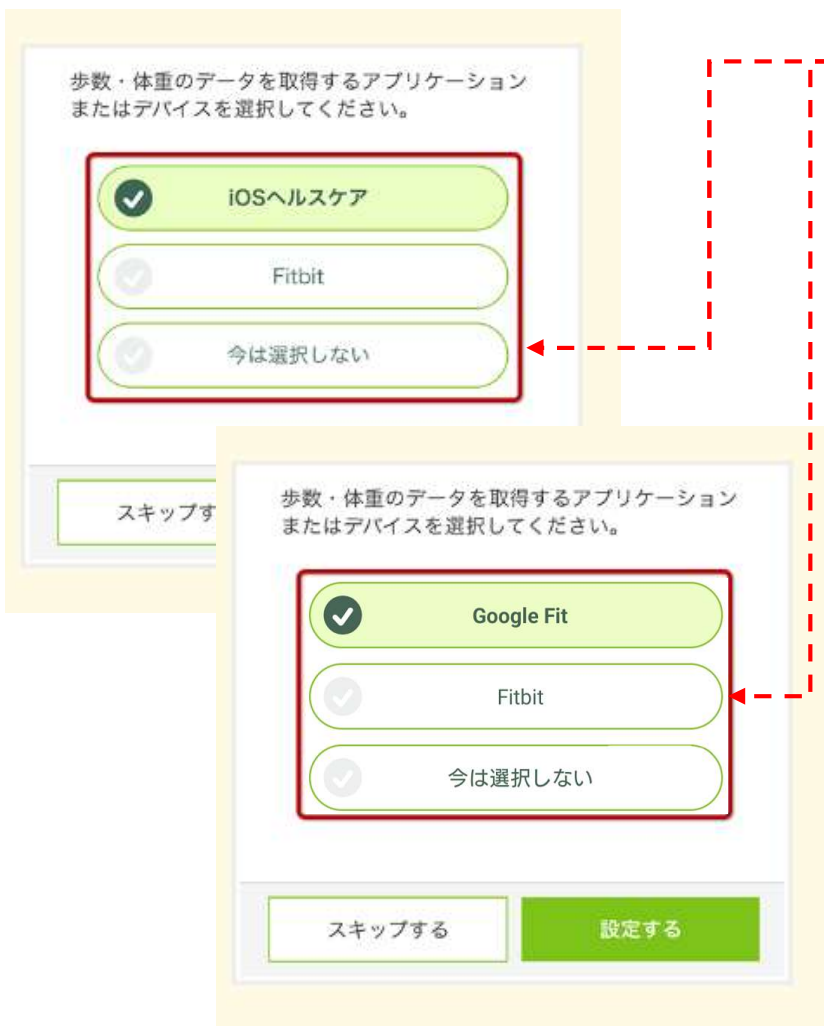 歩数・体重のデータを取得するアプリケーション
またはデバイスを選択してください。
iOSヘルスケア
Fitbit
今は選択しない
スキップす
歩数・体重のデータを取得するアプリケーション
またはデバイスを選択してください。
Google Fit
Fitbit
今は選択しない
スキップする
設定する